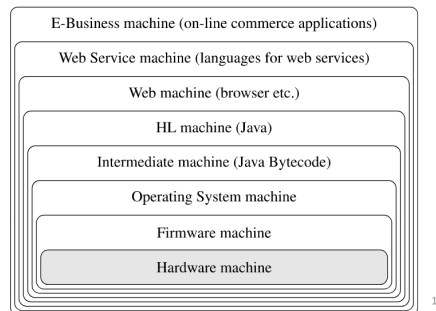 E-Business machine (on-line commerce applications)
Web Service machine (languages for web services)
Web machine (browser etc.)
HL machine (Java)
Intermediate machine (Java Bytecode)
Operating System machine
Firmware machine
Hardware machine
1